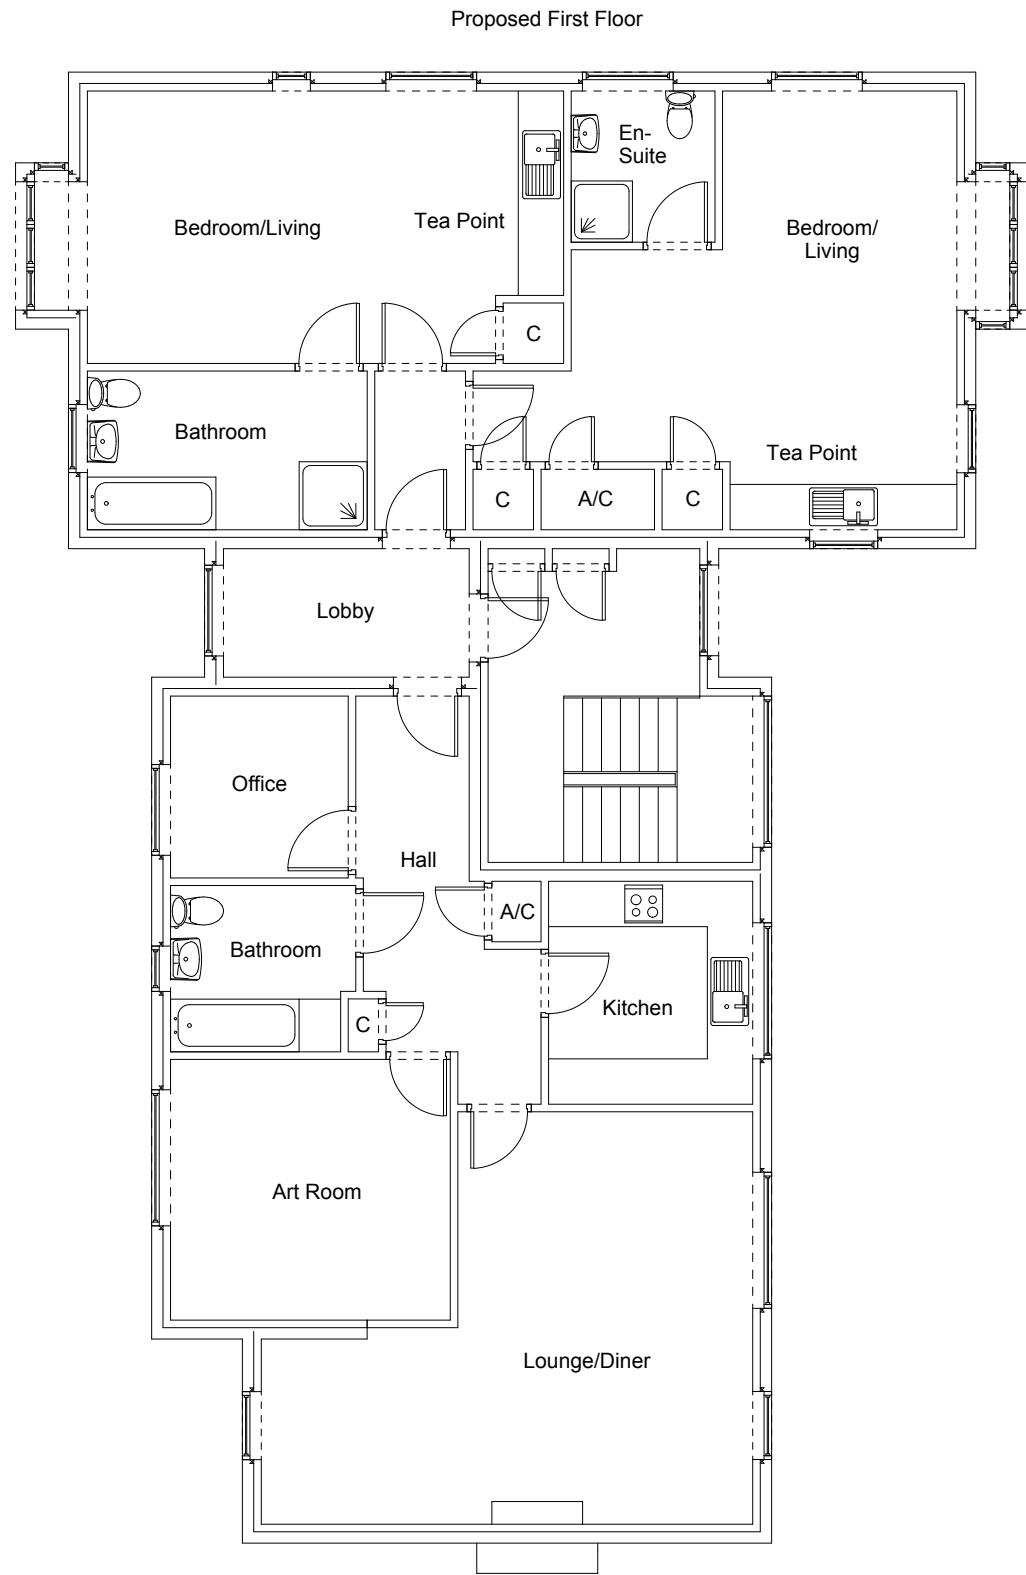 Proposed First Floor
En-
Suite
Bedroom/Living
Tea Point
Bedroom/
Living
C
Bathroom
Tea Point
C
A/C
C
Lobby
Office
Hall
A/C
Bathroom
Kitchen
C
Art Room
Lounge/Diner